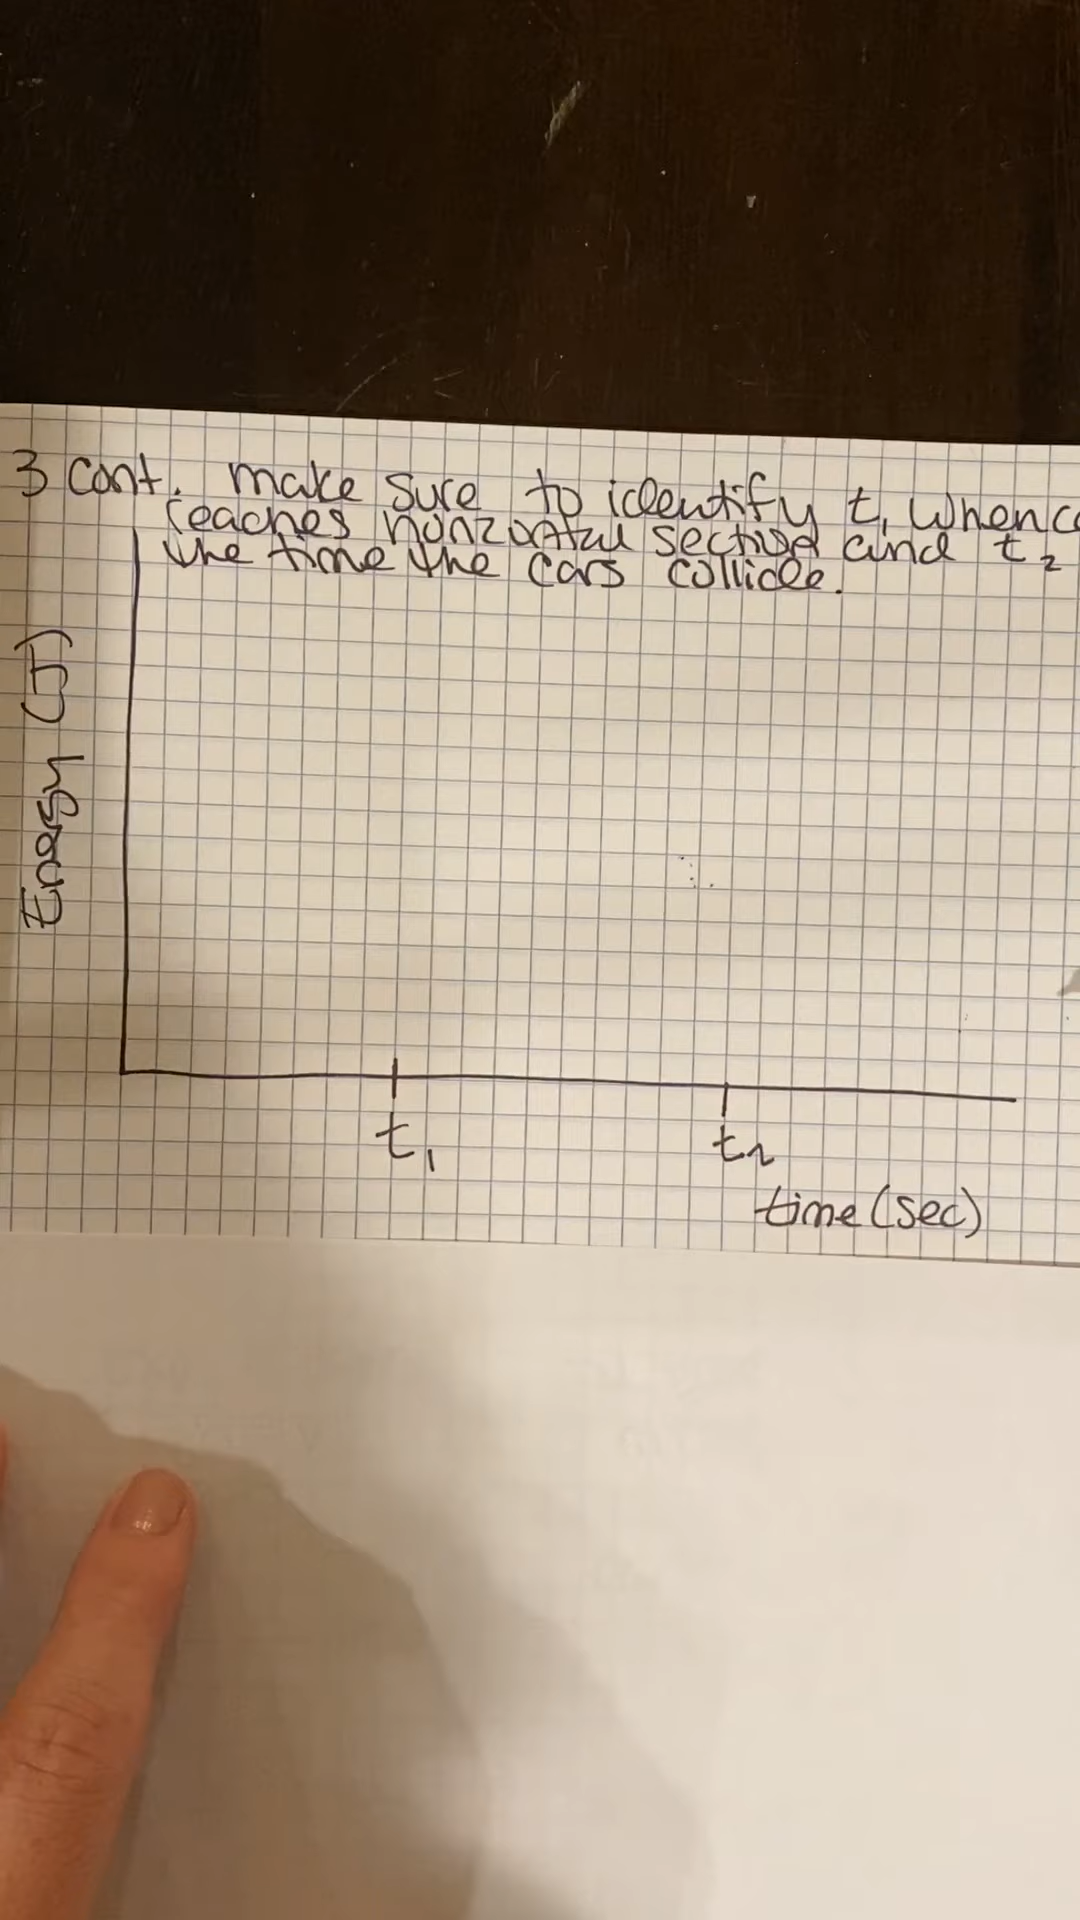 3 cont. make sure to identify t₁ when
reaches horizontal section and t₂
the time the cars collide.
Energy (J)
t₁ t₂
time (sec)